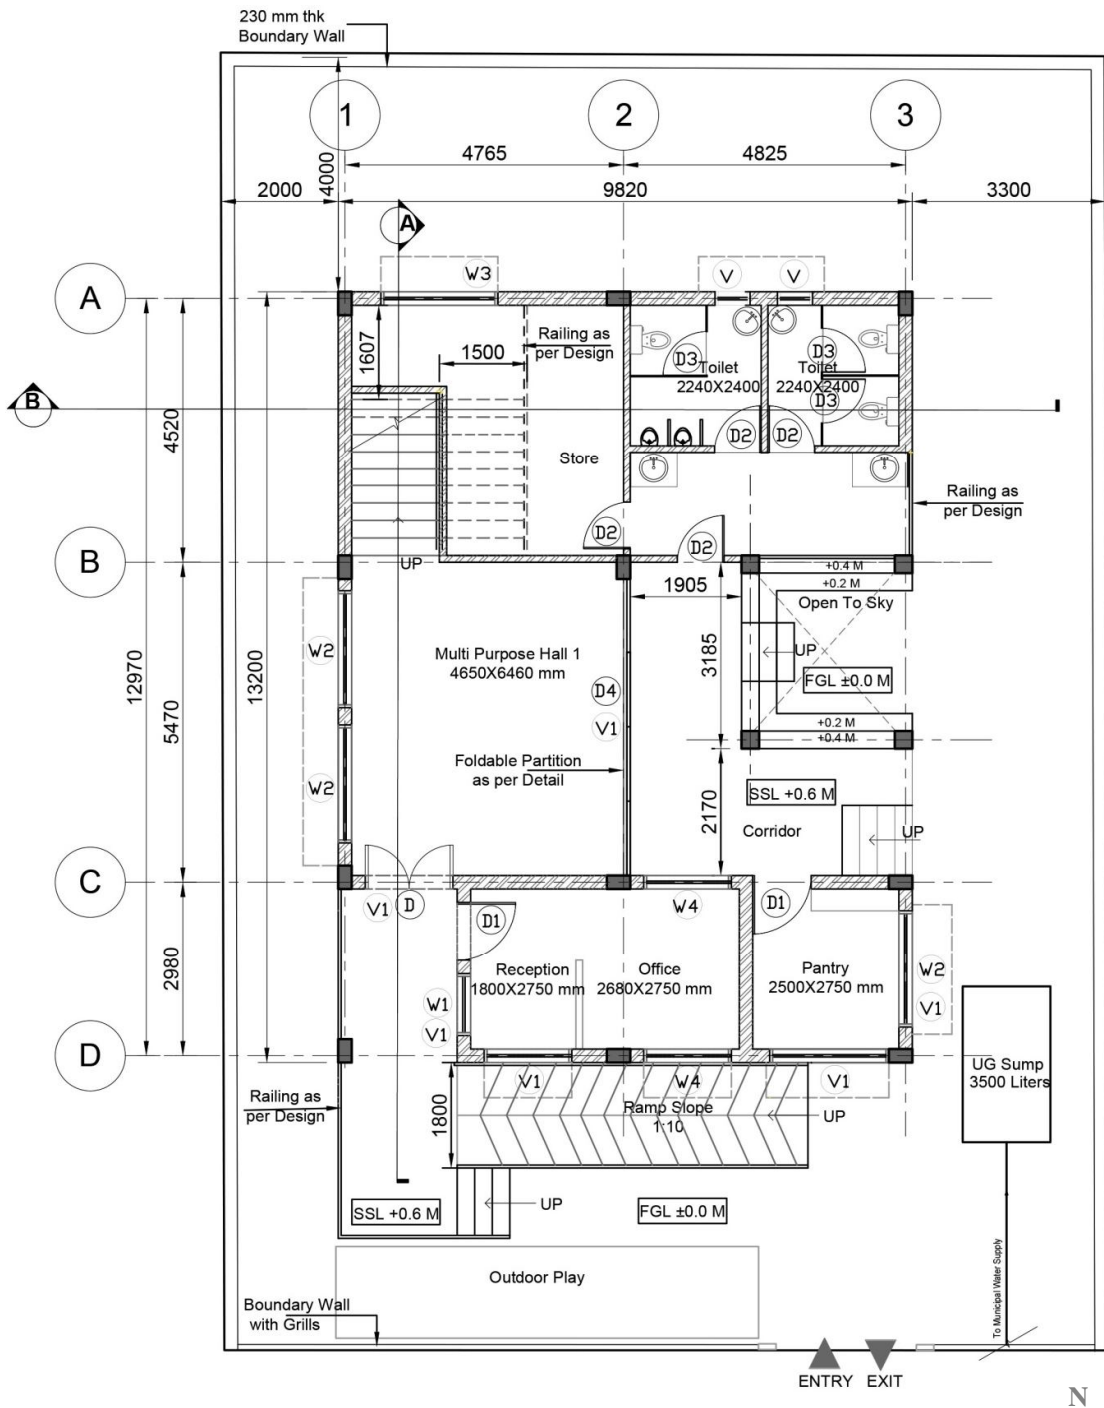 230 mm thk
Boundary Wall
1
2
3
4765
4825
4000
2000
9820
3300
A
A
W3
V
V
1607
1500
Railing as
per Design
D3
Toilet
2240X2400
D3
Toilet
2240X2400
D3
B
4520
Store
D2
D2
Railing as
per Design
D2
D2
B
UP
+0.4 M
+0.2 M
Open To Sky
1905
3185
UP
FGL ±0.0 M
+0.2 M
+0.4 M
W2
12970
13200
5470
Multi Purpose Hall 1
4650X6460 mm
D4
V1
Foldable Partition
as per Detail
W2
2170
SSL +0.6 M
Corridor
UP
C
V1
D
D1
W4
D1
2980
Reception
1800X2750 mm
Office
2680X2750 mm
Pantry
2500X2750 mm
W2
V1
W1
V1
D
V1
W4
V1
UG Sump
3500 Liters
Railing as
per Design
1800
Ramp Slope
1:10
UP
UP
SSL +0.6 M
FGL ±0.0 M
Outdoor Play
To Municipal Water Supply
Boundary Wall
with Grills
ENTRY
EXIT
N